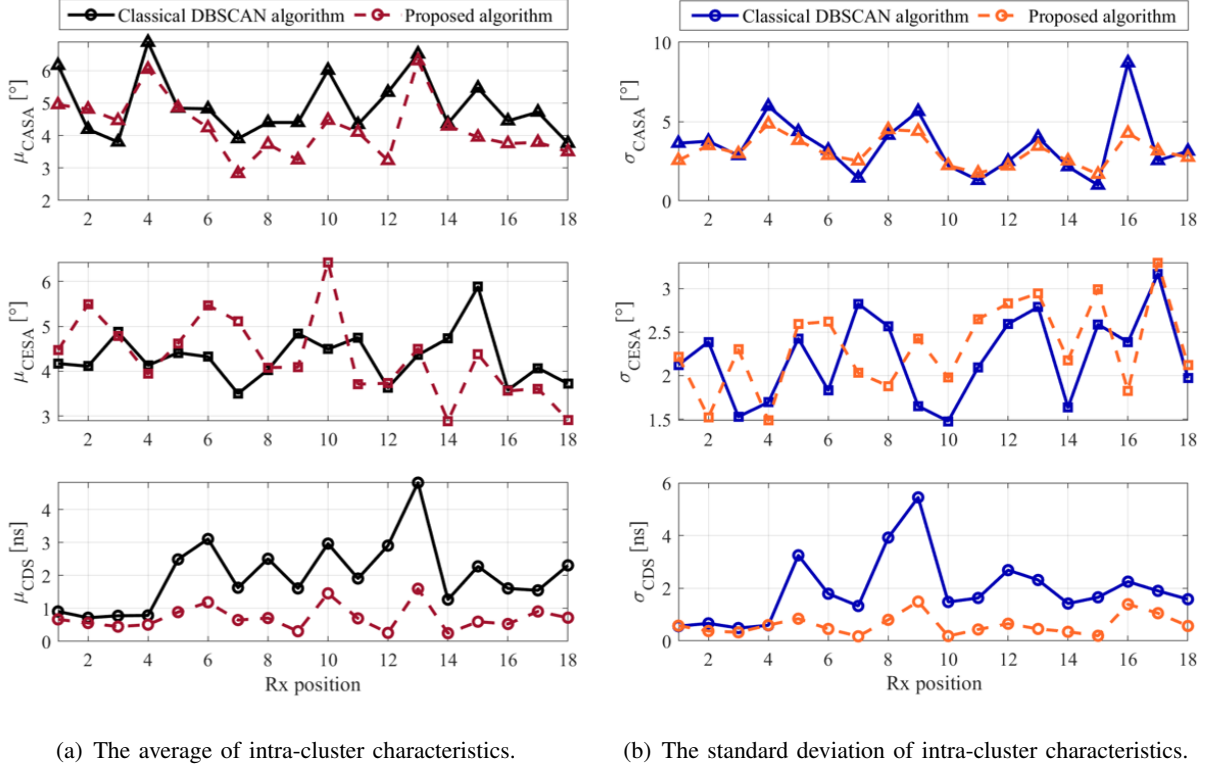 Classical DBSCAN algorithm Proposed algorithm
μCASA [°]
6
5
4
3
2
2 4 6 8 10 12 14 16 18
μCESA [°]
6
5
4
3
2 4 6 8 10 12 14 16 18
μCDS [ns]
4
3
2
1
0
2 4 6 8 10 12 14 16 18
Rx position
(a) The average of intra-cluster characteristics.
Classical DBSCAN algorithm Proposed algorithm
σCASA [°]
10
5
0
2 4 6 8 10 12 14 16 18
σCESA [°]
3
2.5
2
1.5
2 4 6 8 10 12 14 16 18
σCDS [ns]
6
4
2
0
2 4 6 8 10 12 14 16 18
Rx position
(b) The standard deviation of intra-cluster characteristics.